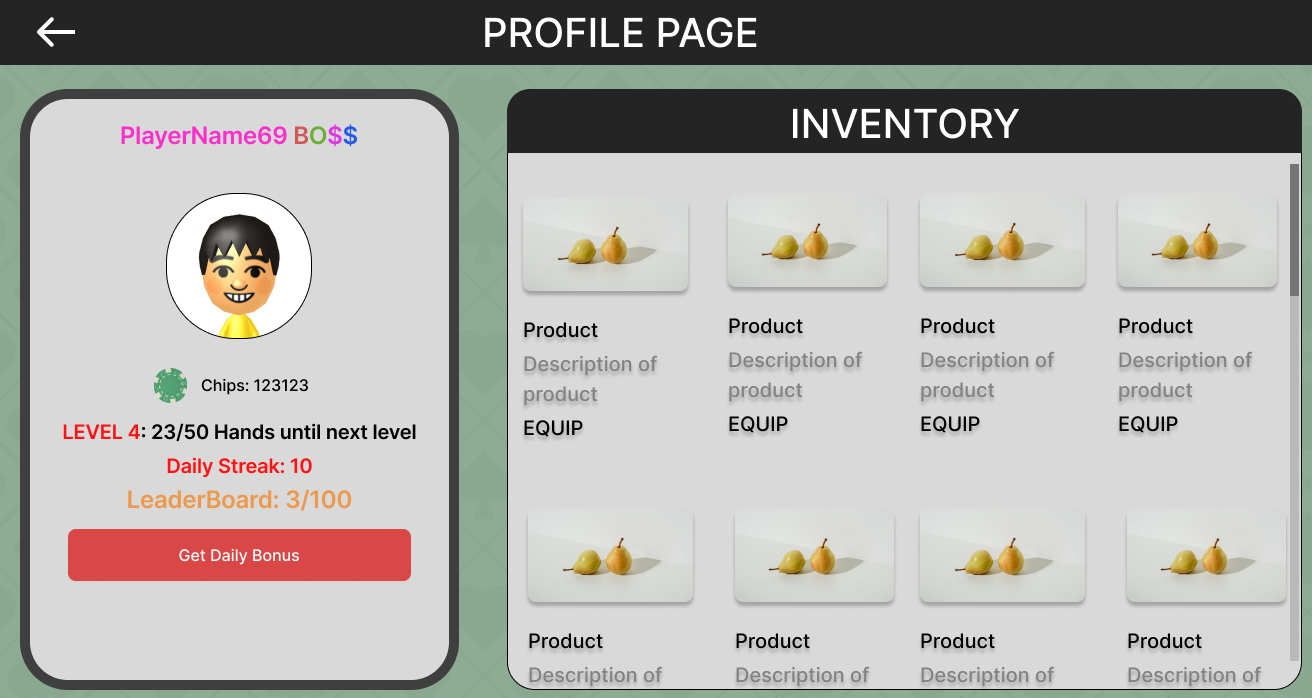 PROFILE PAGE
PlayerName69 BO$$
Chips: 123123
LEVEL 4: 23/50 Hands until next level
Daily Streak: 10
LeaderBoard: 3/100
Get Daily Bonus
INVENTORY
Product
Description of
product
EQUIP
Product
Description of
product
EQUIP
Product
Description of
product
EQUIP
Product
Description of
product
EQUIP
Product
Description of
Product
Description of
Product
Description of
Product
Description of